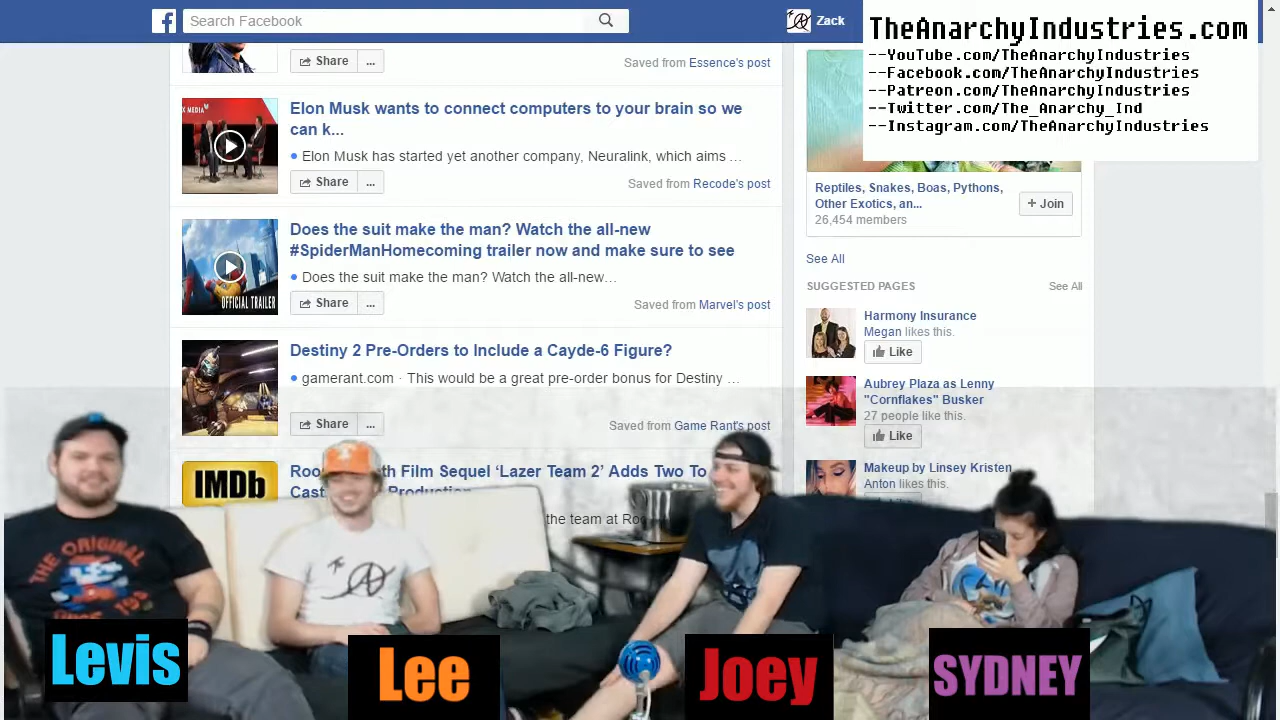 Search Facebook
Zack
TheAnarchyIndustries.com
--YouTube.com/TheAnarchyIndustries
--Facebook.com/TheAnarchyIndustries
--Patreon.com/TheAnarchyIndustries
--Twitter.com/The_Anarchy_Ind
--Instagram.com/TheAnarchyIndustries
Share
...
Saved from Essence's post
Elon Musk wants to connect computers to your brain so we
can k...
X MEDIA
Elon Musk has started yet another company, Neuralink, which aims ...
Share
...
Saved from Recode's post
Does the suit make the man? Watch the all-new
#SpiderManHomecoming trailer now and make sure to see
OFFICIAL TRAILER
Does the suit make the man? Watch the all-new...
Share
...
Saved from Marvel's post
Destiny 2 Pre-Orders to Include a Cayde-6 Figure?
gamerant.com · This would be a great pre-order bonus for Destiny ...
Share
...
Saved from Game Rant's post
IMDb
Film Sequel ‘Lazer Team 2’ Adds Two To
Production
the team at
Reptiles, Snakes, Boas, Pythons,
Other Exotics, an...
26,454 members
+ Join
See All
SUGGESTED PAGES
See All
Harmony Insurance
Megan likes this.
Like
Aubrey Plaza as Lenny
"Cornflakes" Busker
27 people like this.
Like
Makeup by Linsey Kristen
Anton likes this.
THE ORIGINAL
Levis
Lee
Joey
SYDNEY